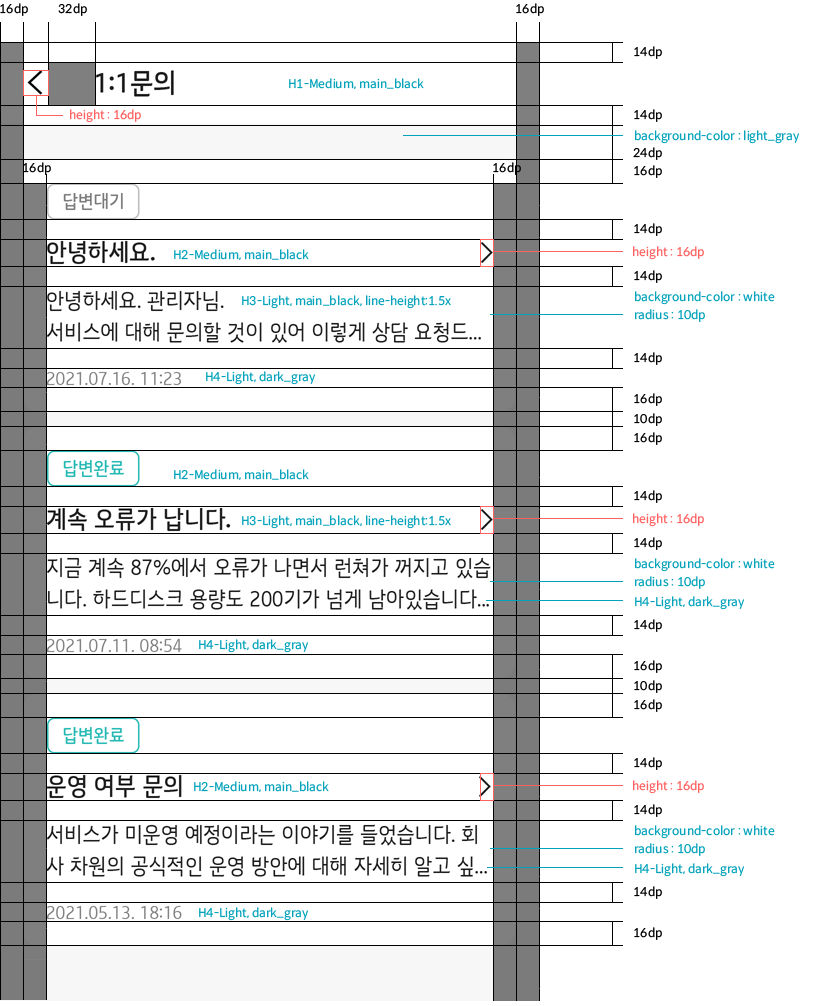 16dp 32dp 16dp
14dp
1:1문의 H1-Medium, main_black
height : 16dp 14dp
background-color : light_gray
24dp
16dp 16dp 16dp
답변대기
14dp
안녕하세요. H2-Medium, main_black height : 16dp
14dp
안녕하세요. 관리자님. H3-Light, main_black, line-height:1.5x background-color : white
radius : 10dp
서비스에 대해 문의할 것이 있어 이렇게 상담 요청드...
14dp
2021.07.16. 11:23 H4-Light, dark_gray
16dp
10dp
16dp
답변완료 H2-Medium, main_black
14dp
계속 오류가 납니다. H3-Light, main_black, line-height:1.5x height : 16dp
14dp
지금 계속 87%에서 오류가 나면서 런쳐가 꺼지고 있습 background-color : white
radius : 10dp
니다. 하드디스크 용량도 200기가 넘게 남아있습니다... H4-Light, dark_gray
14dp
2021.07.11. 08:54 H4-Light, dark_gray
16dp
10dp
16dp
답변완료
14dp
운영 여부 문의 H2-Medium, main_black height : 16dp
14dp
서비스가 미운영 예정이라는 이야기를 들었습니다. 회 background-color : white
radius : 10dp
사 차원의 공식적인 운영 방안에 대해 자세히 알고 싶... H4-Light, dark_gray
14dp
2021.05.13. 18:16 H4-Light, dark_gray
16dp